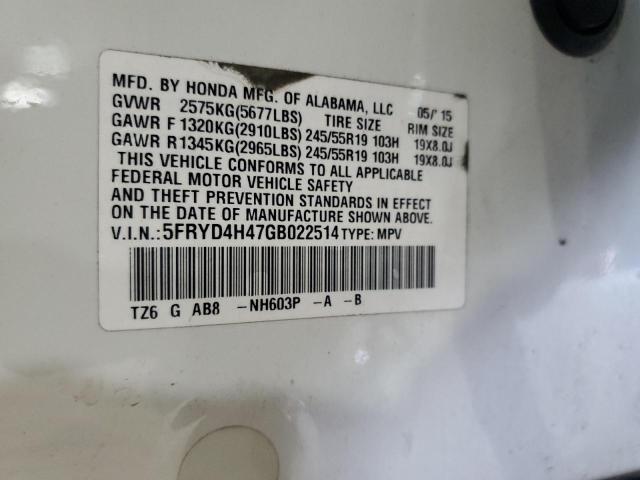 MFD. BY HONDA MFG. OF ALABAMA, LLC 05/'15
GVWR 2575KG(5677LBS) TIRE SIZE RIM SIZE
GAWR F 1320KG(2910LBS) 245/55R19 103H 19X8.0J
GAWR R 1345KG(2965LBS) 245/55R19 103H 19X8.0J
THIS VEHICLE CONFORMS TO ALL APPLICABLE
FEDERAL MOTOR VEHICLE SAFETY
AND THEFT PREVENTION STANDARDS IN EFFECT
ON THE DATE OF MANUFACTURE SHOWN ABOVE.
V.I.N.:5FRYD4H47GB022514 TYPE: MPV
TZ6 G AB8 -NH603P -A -B